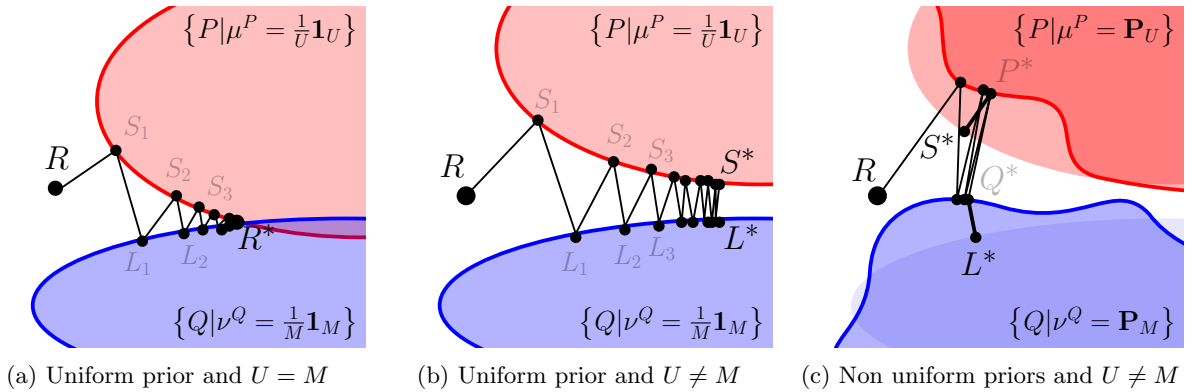 {P|μ^P = 1/U 1_U}
S_1
R
S_2
S_3
R*
L_1
L_2
{Q|ν^Q = 1/M 1_M}
(a) Uniform prior and U = M
{P|μ^P = 1/U 1_U}
S_1
S_2
S_3
S*
R
L_1
L_2
L_3
L*
{Q|ν^Q = 1/M 1_M}
(b) Uniform prior and U ≠ M
{P|μ^P = P_U}
P*
S*
R
Q*
L*
{Q|ν^Q = P_M}
(c) Non uniform priors and U ≠ M